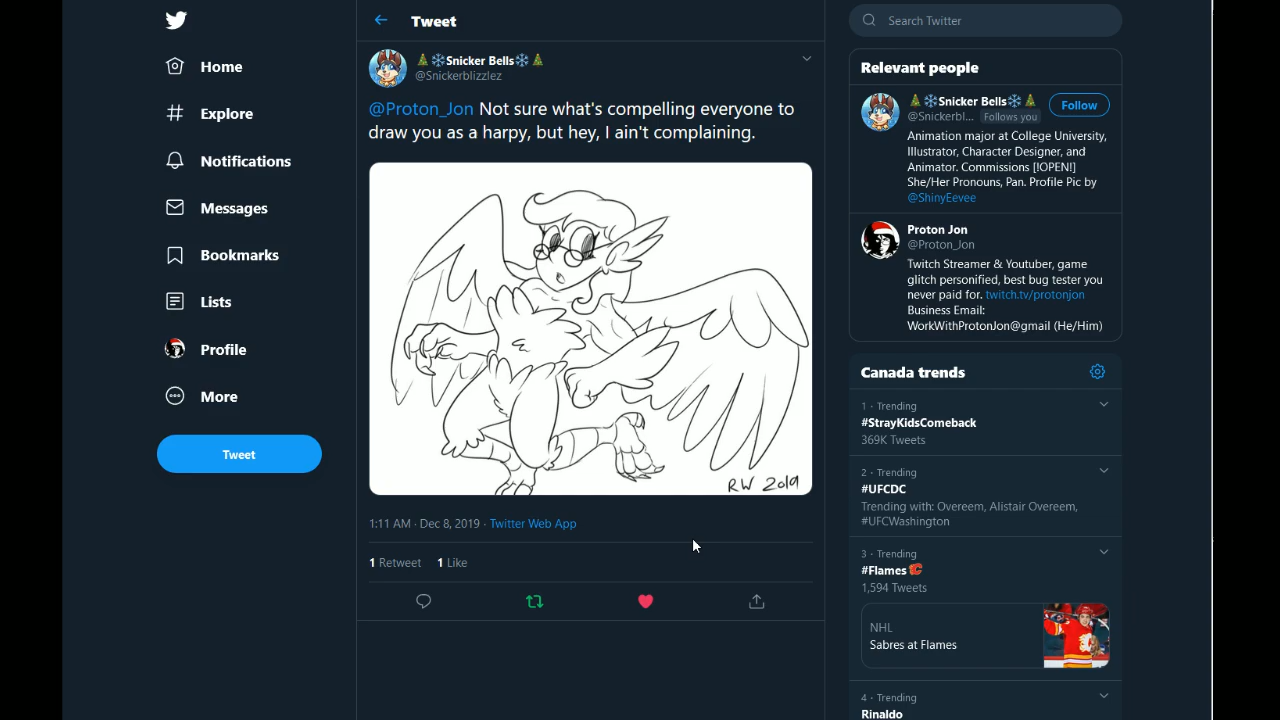 Home
Explore
Notifications
Messages
Bookmarks
Lists
Profile
More
Tweet
Tweet
🎄❄️Snicker Bells❄️🎄
@Snickerblizzlez
@Proton_Jon Not sure what's compelling everyone to
draw you as a harpy, but hey, I ain't complaining.
RW 2019
1:11 AM · Dec 8, 2019 · Twitter Web App
1 Retweet 1 Like
Search Twitter
Relevant people
🎄❄️Snicker Bells❄️🎄
@Snickerbl... Follows you
Follow
Animation major at College University,
Illustrator, Character Designer, and
Animator. Commissions [!OPEN!]
She/Her Pronouns, Pan. Profile Pic by
@ShinyEevee
Proton Jon
@Proton_Jon
Twitch Streamer & Youtuber, game
glitch personified, best bug tester you
never paid for. twitch.tv/protonjon
Business Email:
WorkWithProtonJon@gmail (He/Him)
Canada trends
1 · Trending
#StrayKidsComeback
369K Tweets
2 · Trending
#UFCDC
Trending with: Overeem, Alistair Overeem,
#UFCWashington
3 · Trending
#Flames
1,594 Tweets
NHL
Sabres at Flames
4 · Trending
Rinaldo